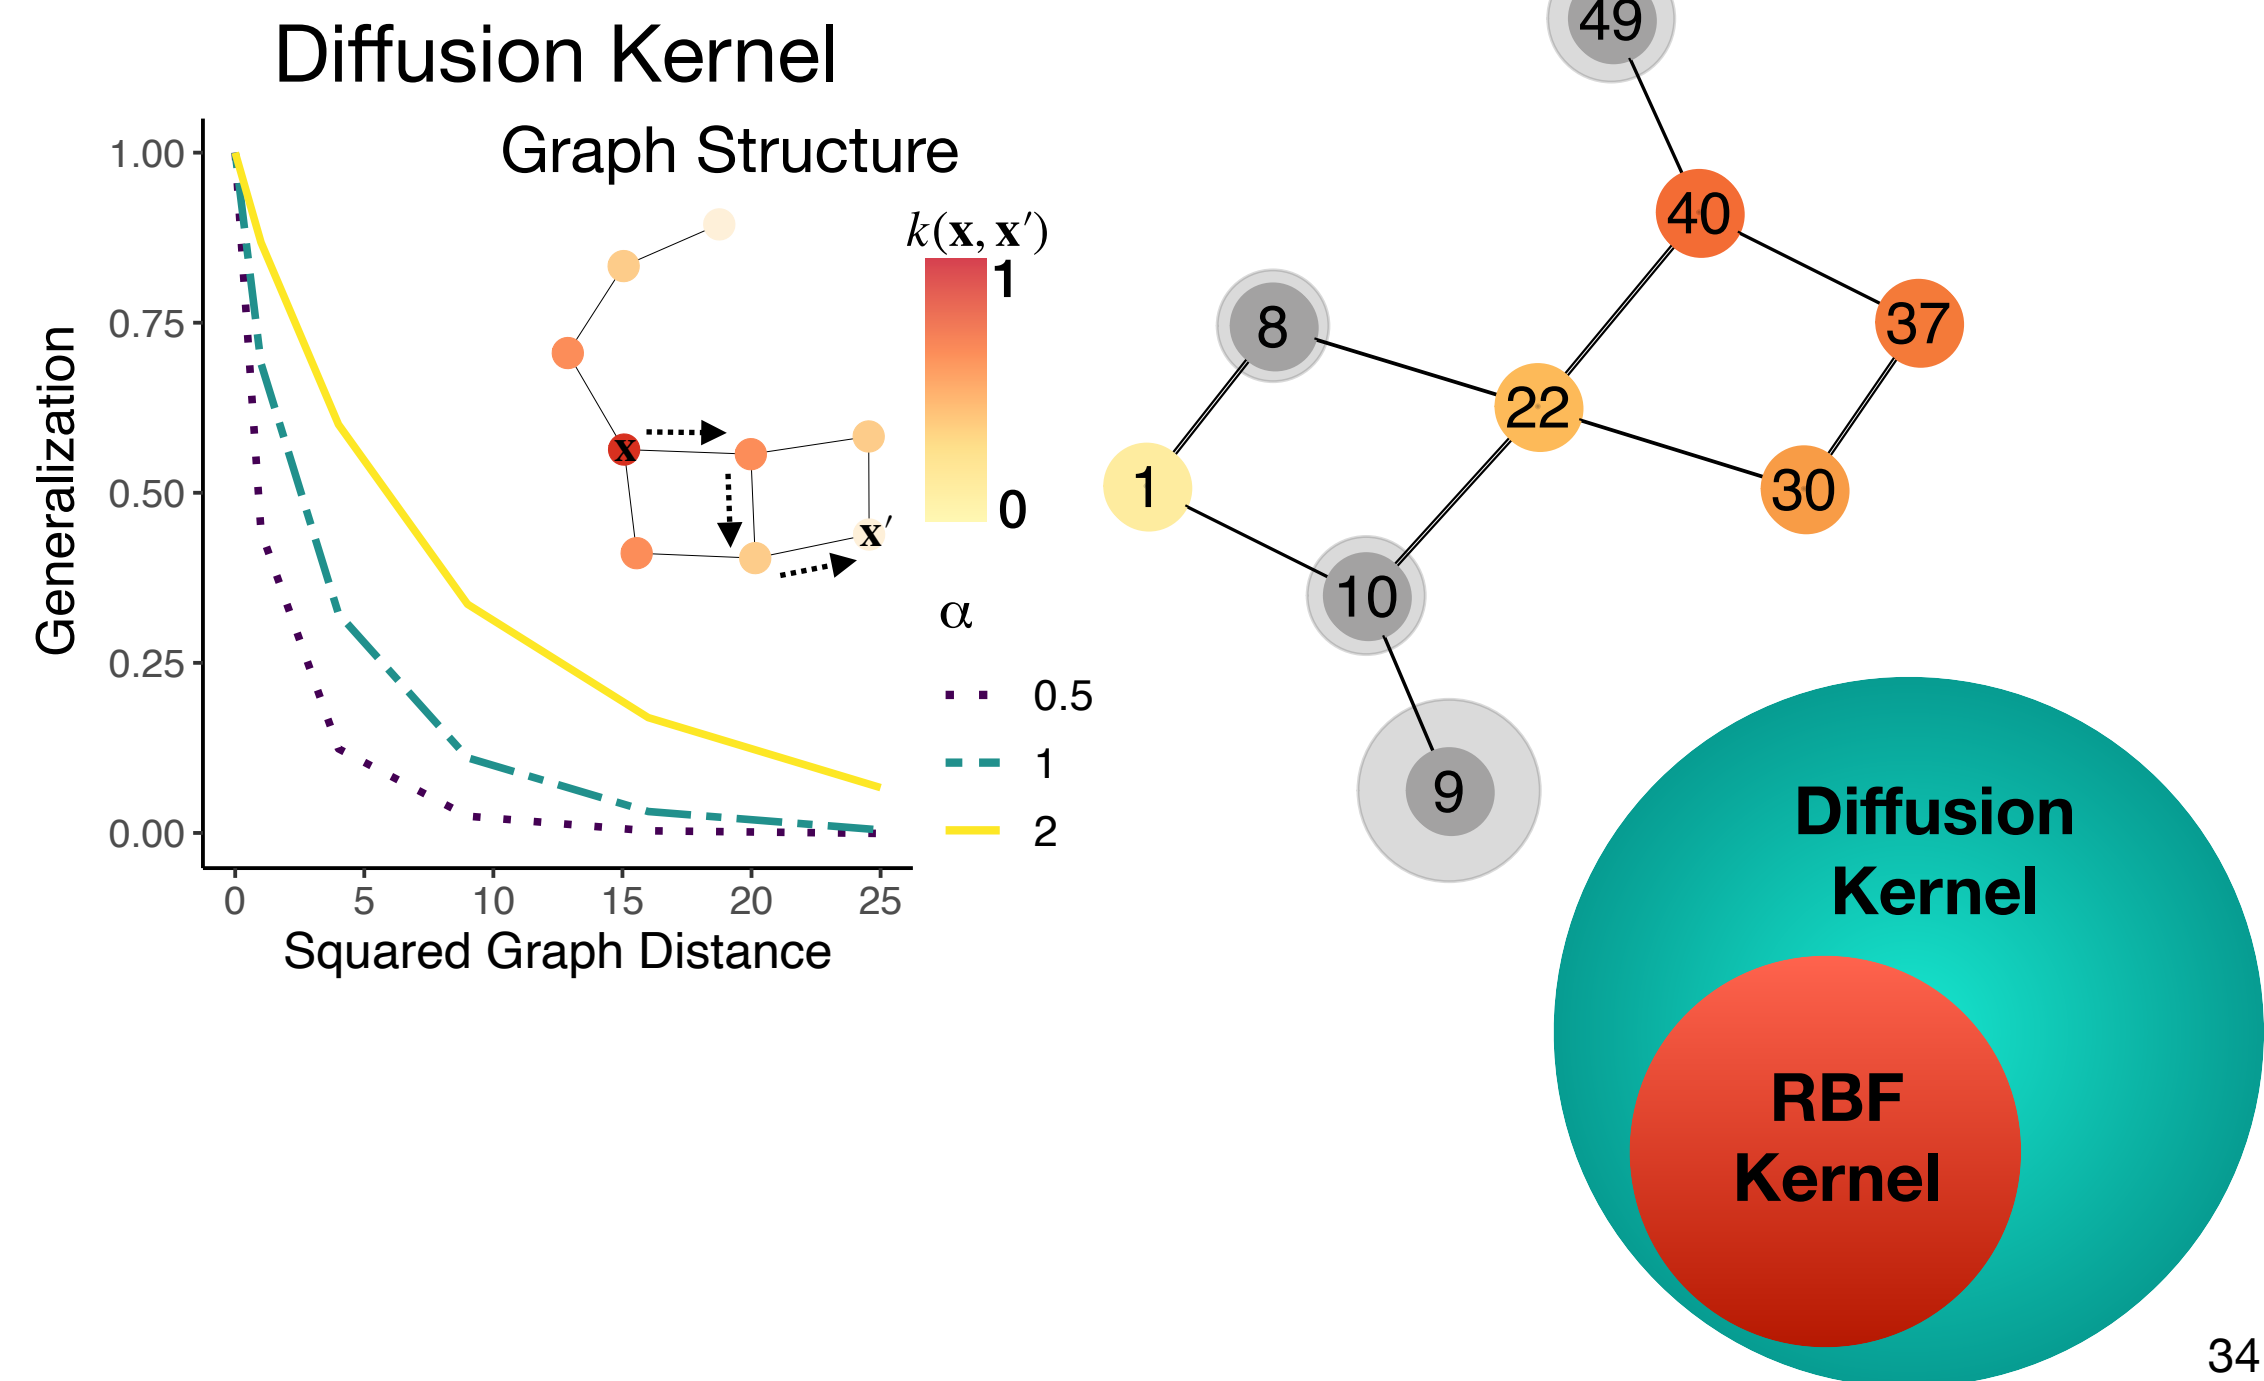 Diffusion Kernel
Graph Structure
Generalization
1.00
0.75
0.50
0.25
0.00
0 5 10 15 20 25
Squared Graph Distance
k(x, x′)
1
0
x
x′
α
0.5
1
2
49
40
37
8
22
1
30
10
9
Diffusion
Kernel
RBF
Kernel
34